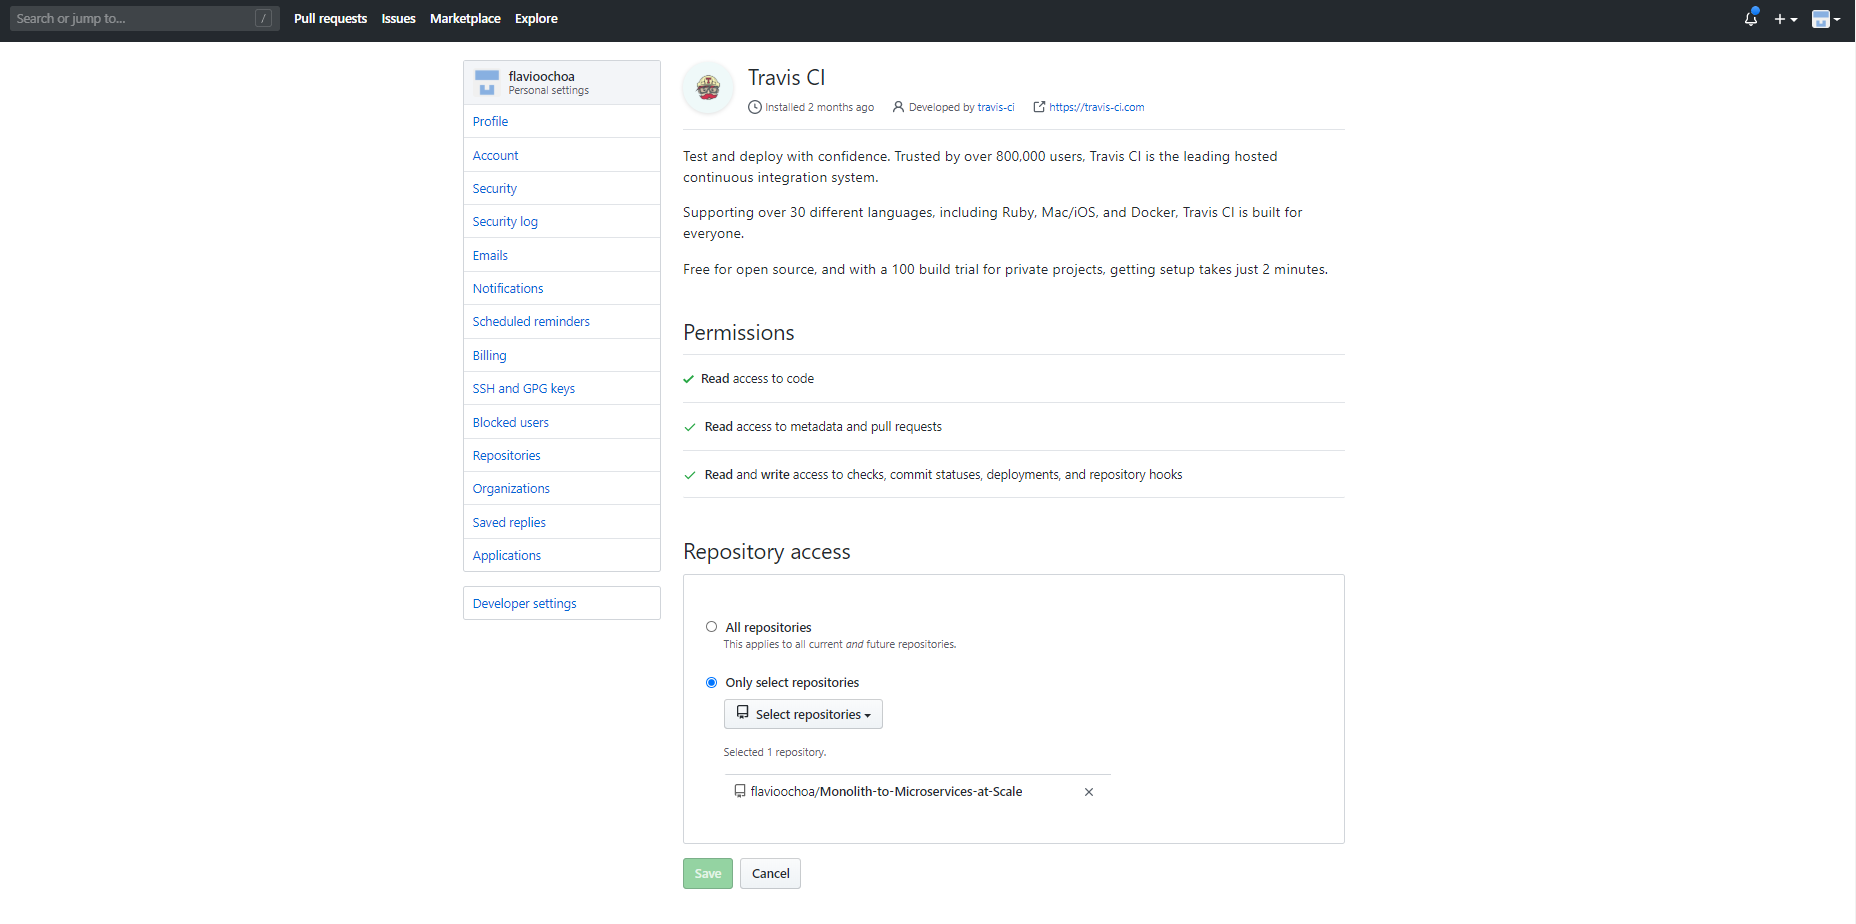 Search or jump to... /
Pull requests Issues Marketplace Explore
flavioochoa
Personal settings
Profile
Account
Security
Security log
Emails
Notifications
Scheduled reminders
Billing
SSH and GPG keys
Blocked users
Repositories
Organizations
Saved replies
Applications
Developer settings
Travis CI
Installed 2 months ago Developed by travis-ci https://travis-ci.com
Test and deploy with confidence. Trusted by over 800,000 users, Travis CI is the leading hosted
continuous integration system.
Supporting over 30 different languages, including Ruby, Mac/iOS, and Docker, Travis CI is built for
everyone.
Free for open source, and with a 100 build trial for private projects, getting setup takes just 2 minutes.
Permissions
Read access to code
Read access to metadata and pull requests
Read and write access to checks, commit statuses, deployments, and repository hooks
Repository access
All repositories
This applies to all current and future repositories.
Only select repositories
Select repositories
Selected 1 repository.
flavioochoa/Monolith-to-Microservices-at-Scale
Save Cancel